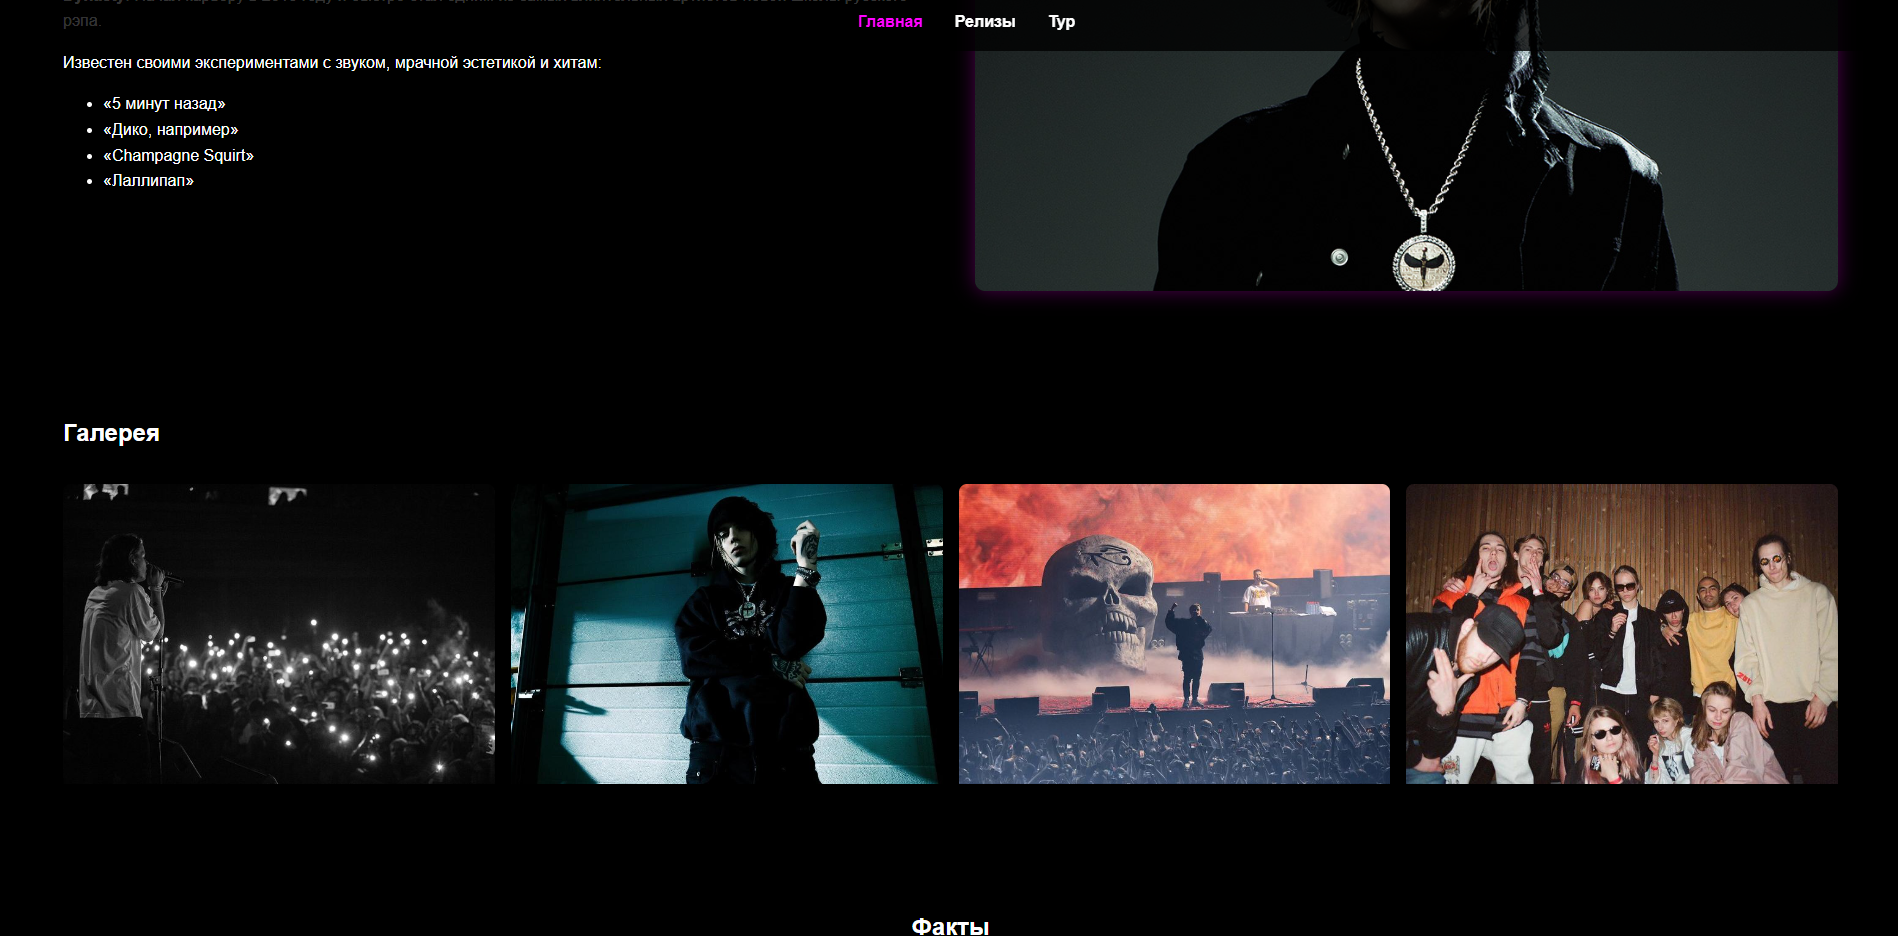 Главная Релизы Тур
рэпа.
Известен своими экспериментами с звуком, мрачной эстетикой и хитам:
«5 минут назад»
«Дико, например»
«Champagne Squirt»
«Лаллипап»
Галерея
Факты